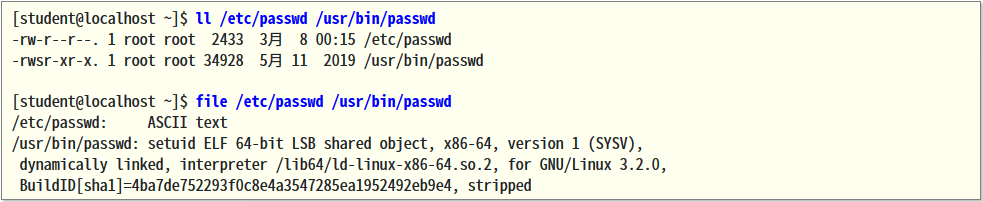 [student@localhost ~]$ ll /etc/passwd /usr/bin/passwd
-rw-r--r--. 1 root root  2433  3月  8 00:15 /etc/passwd
-rwsr-xr-x. 1 root root 34928  5月 11  2019 /usr/bin/passwd
[student@localhost ~]$ file /etc/passwd /usr/bin/passwd
/etc/passwd:     ASCII text
/usr/bin/passwd: setuid ELF 64-bit LSB shared object, x86-64, version 1 (SYSV),
 dynamically linked, interpreter /lib64/ld-linux-x86-64.so.2, for GNU/Linux 3.2.0,
 BuildID[sha1]=4ba7de752293f0c8e4a3547285ea1952492eb9e4, stripped